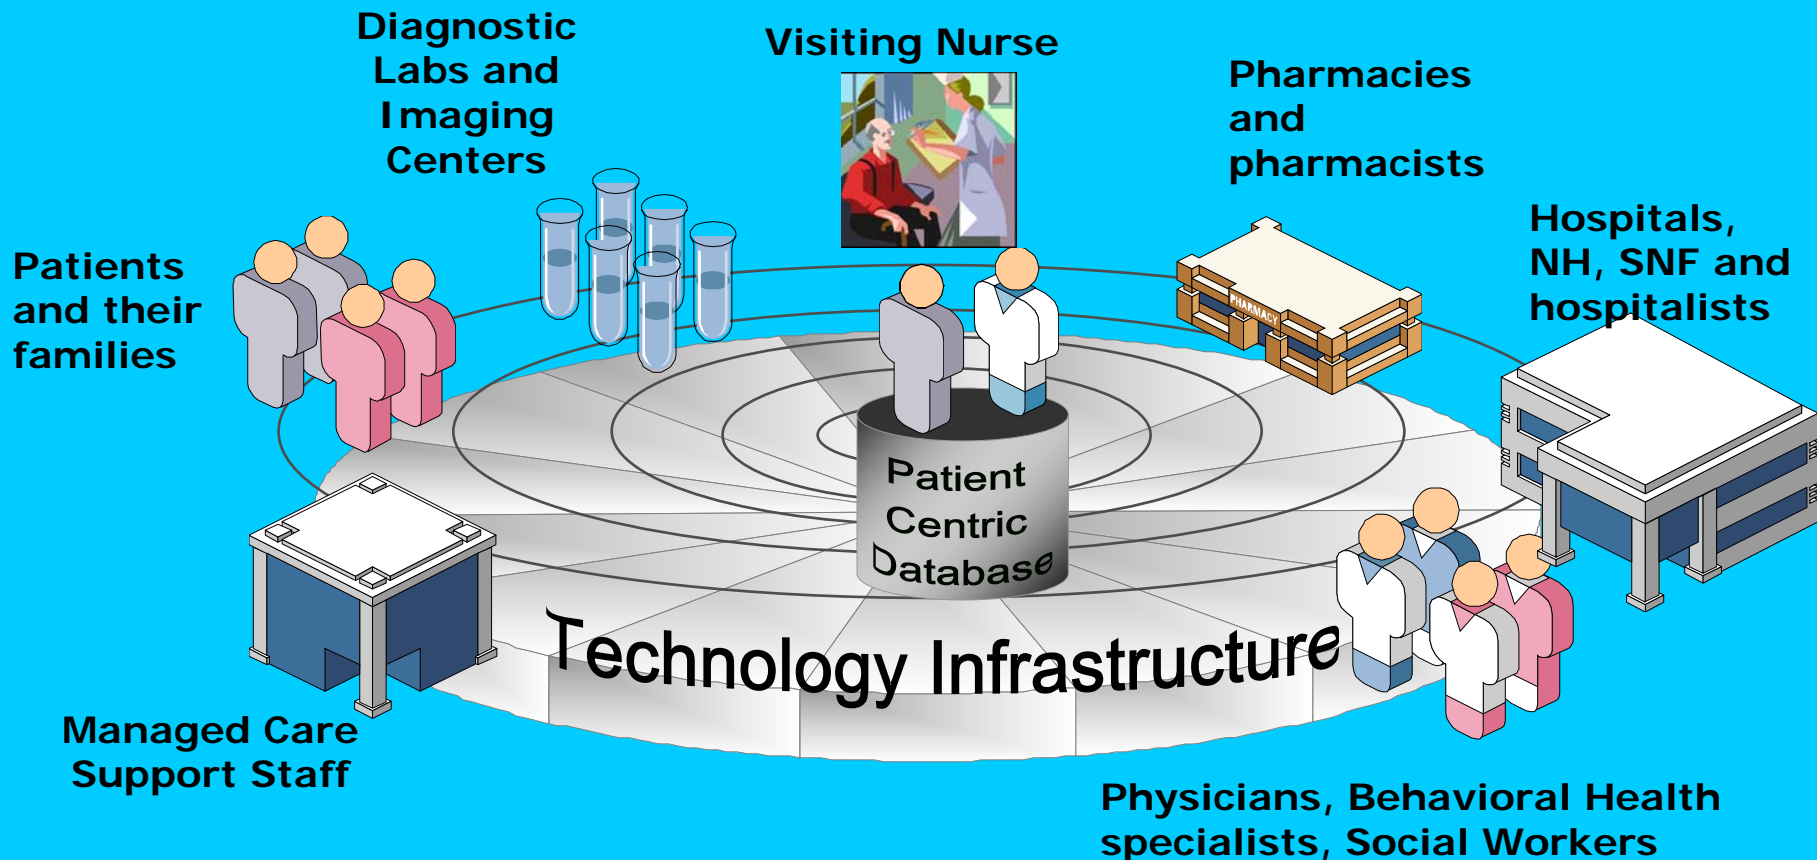 Diagnostic
Labs and
Imaging
Centers
Visiting Nurse
Pharmacies
and
pharmacists
Hospitals,
NH, SNF and
hospitalists
Patients
and their
families
PHARMACY
Patient
Centric
Database
Technology Infrastructure
Managed Care
Support Staff
Physicians, Behavioral Health
specialists, Social Workers